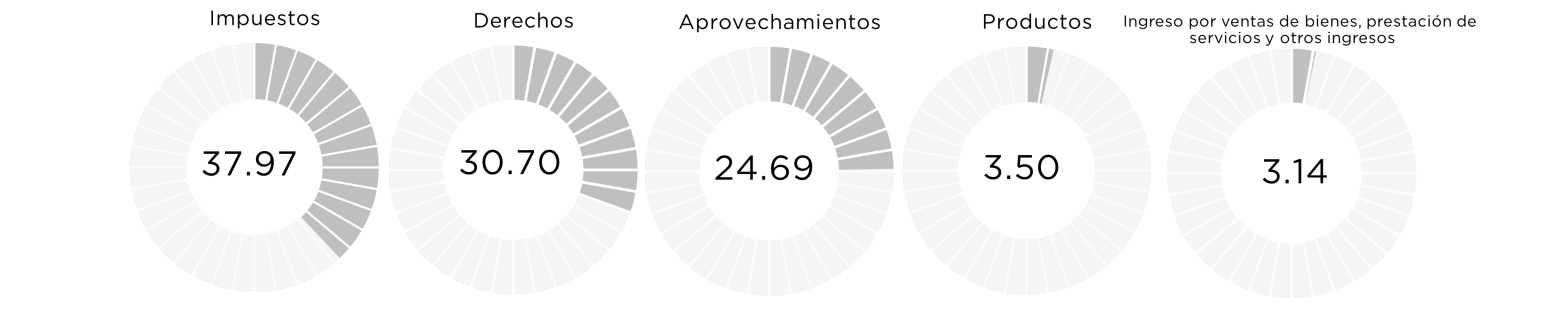 Impuestos
Derechos
Aprovechamientos
Productos
Ingreso por ventas de bienes, prestación de
servicios y otros ingresos
37.97
30.70
24.69
3.50
3.14